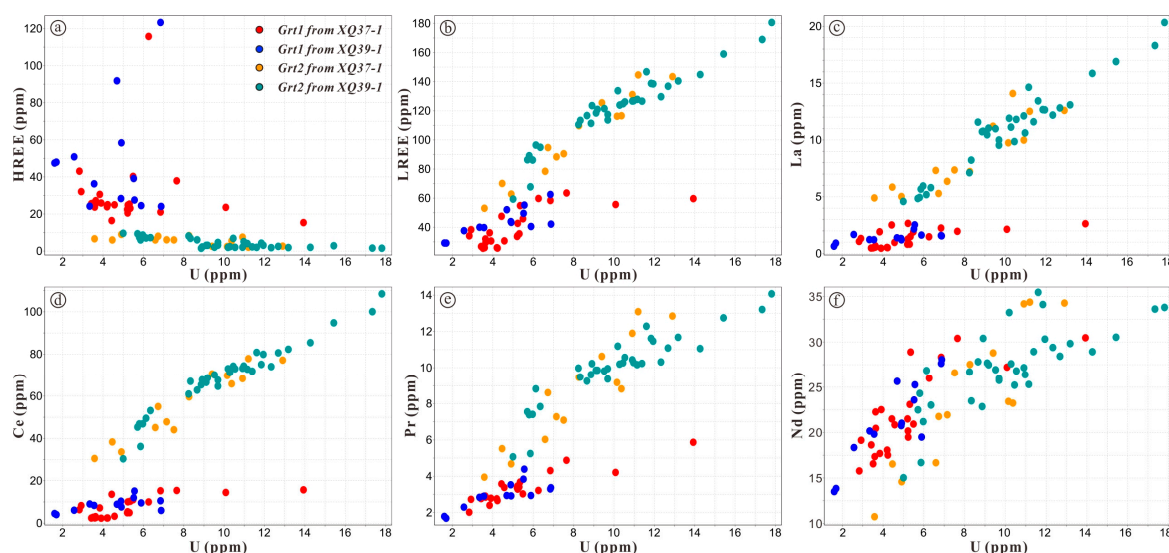 a
Grt1 from XQ37-1
Grt1 from XQ39-1
Grt2 from XQ37-1
Grt2 from XQ39-1
HREE (ppm)
120
100
80
60
40
20
0
2 4 6 8 10 12 14 16 18
U (ppm)
b
LREE (ppm)
180
160
140
120
100
80
60
40
2 4 6 8 10 12 14 16 18
U (ppm)
c
La (ppm)
20
15
10
5
0
2 4 6 8 10 12 14 16 18
U (ppm)
d
Ce (ppm)
100
80
60
40
20
0
2 4 6 8 10 12 14 16 18
U (ppm)
e
Pr (ppm)
14
12
10
8
6
4
2
2 4 6 8 10 12 14 16 18
U (ppm)
f
Nd (ppm)
35
30
25
20
15
10
2 4 6 8 10 12 14 16 18
U (ppm)